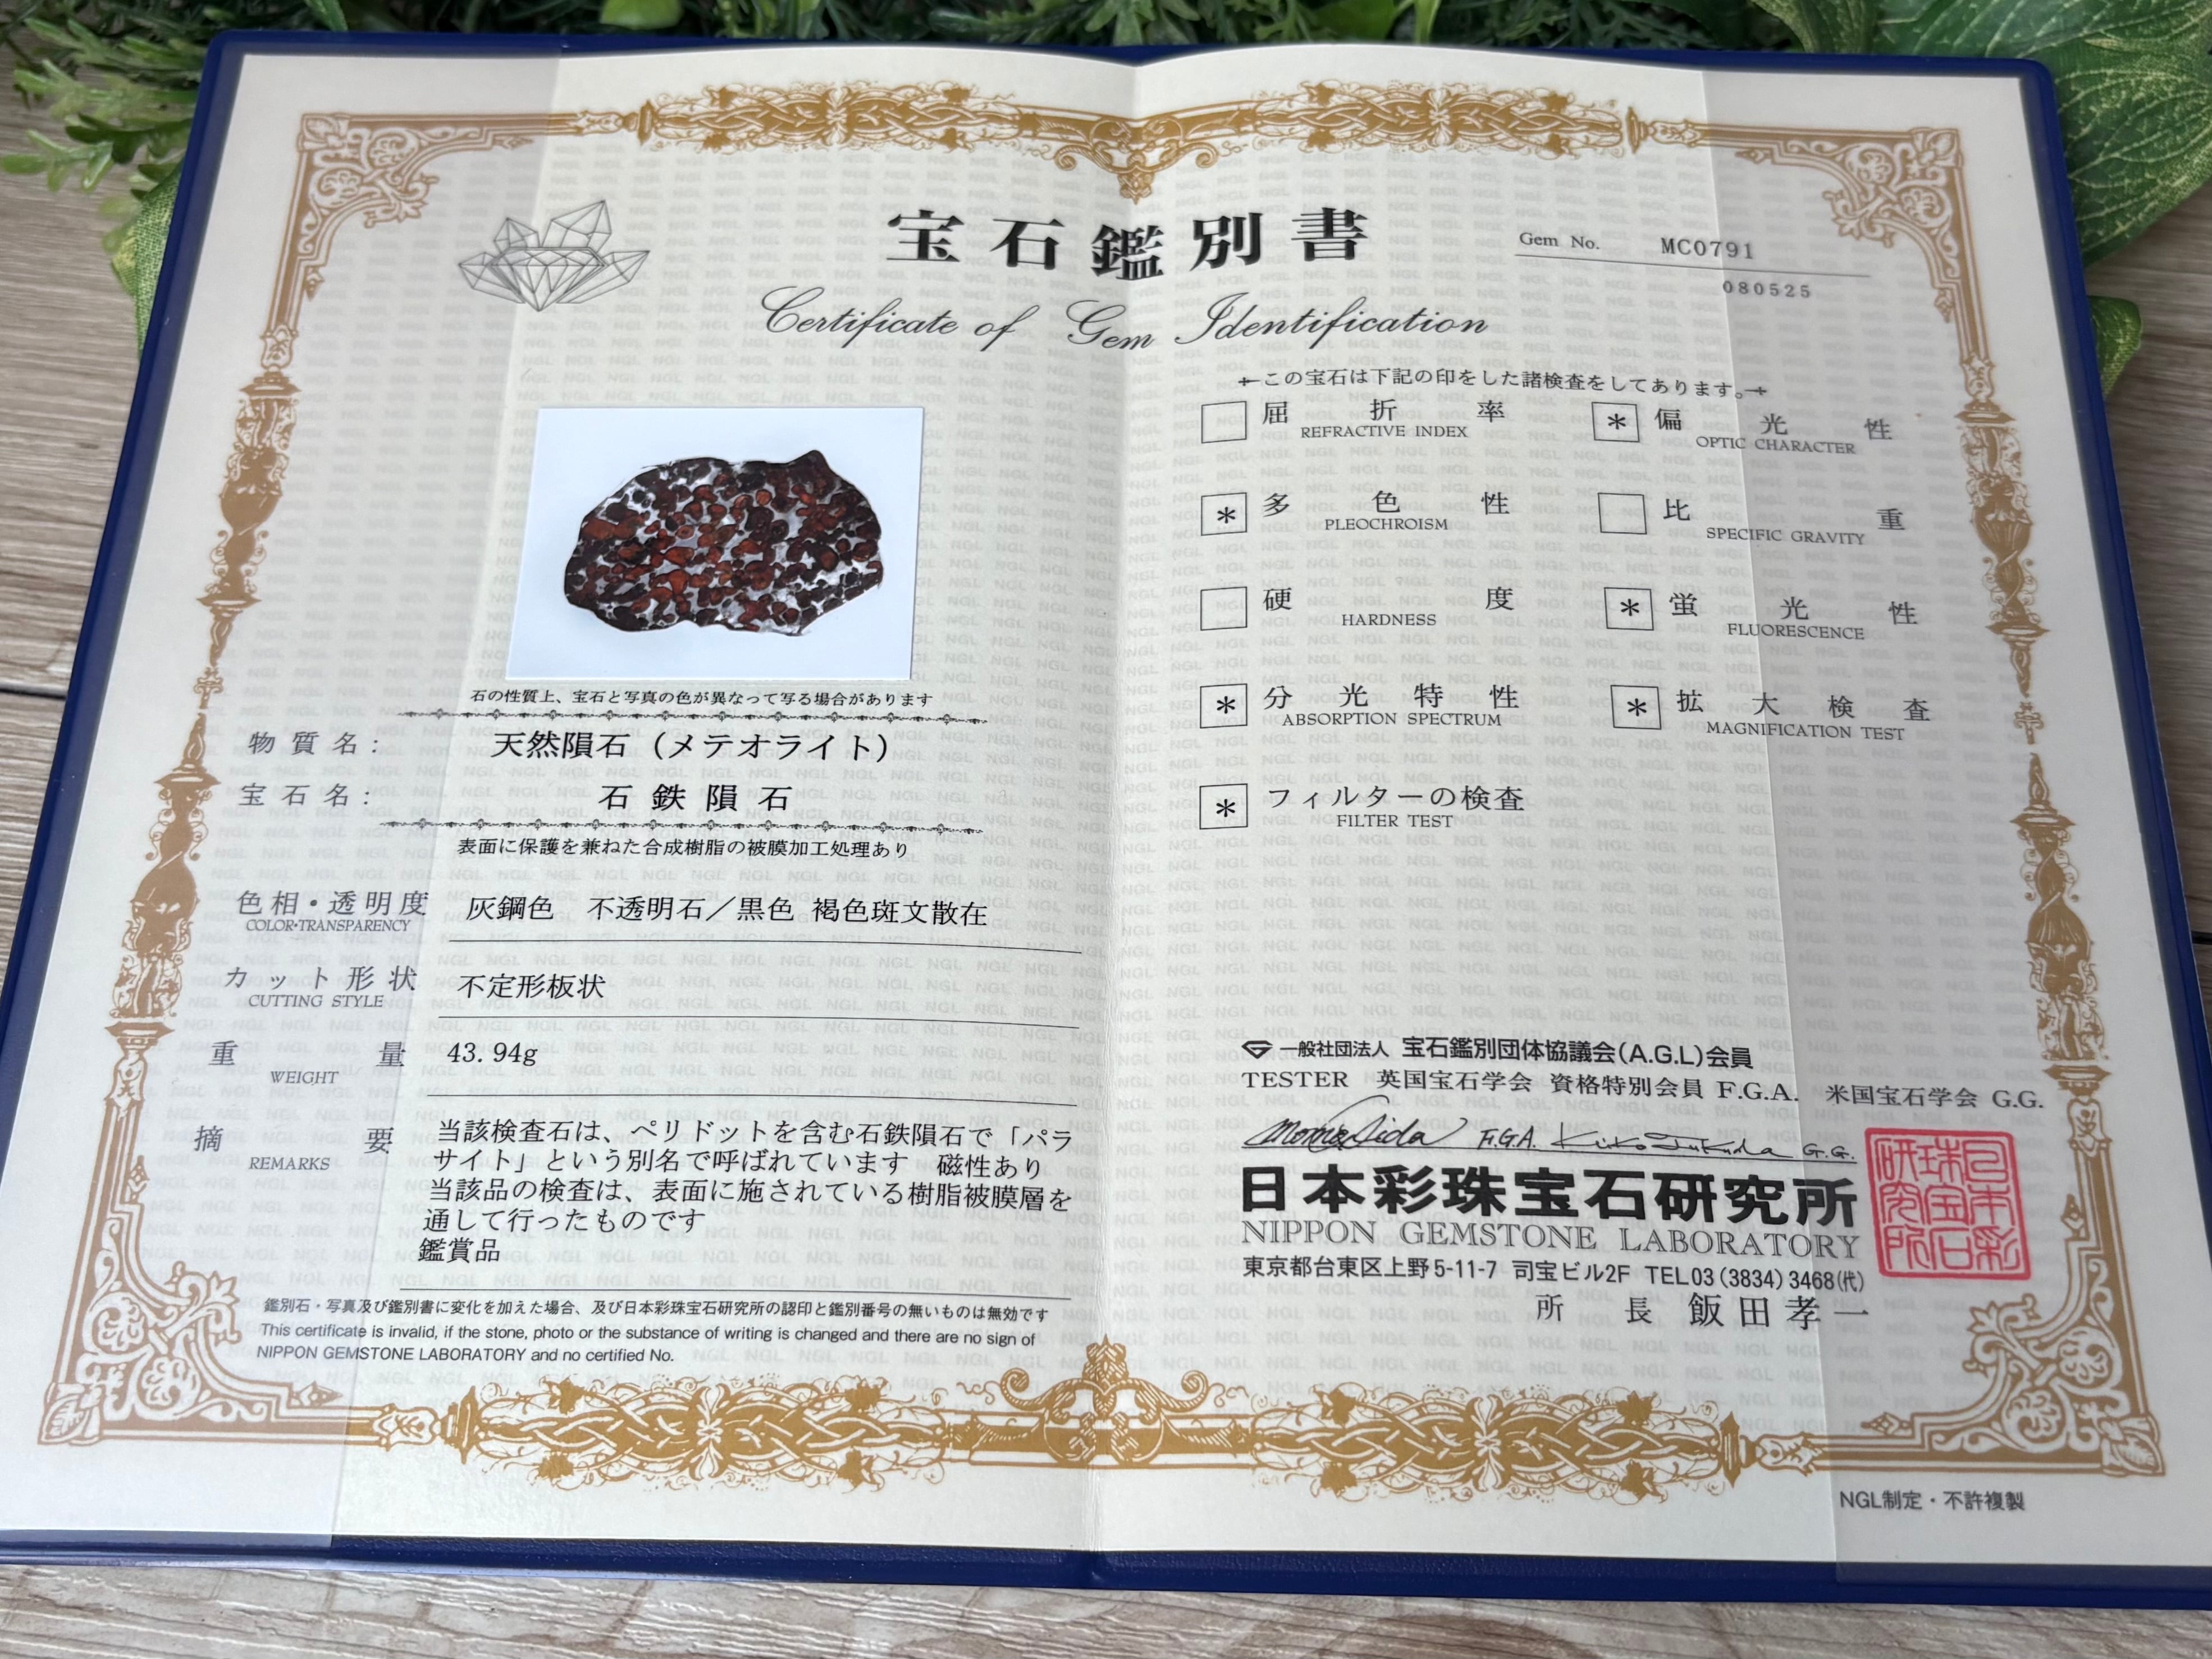 宝石鑑別書
Certificate of Gem Identification
Gem No. MC0791
080525
石の性質上、宝石と写真の色が異なって写る場合があります
物質名: 天然隕石（メテオライト）
宝石名: 石鉄隕石
表面に保護を兼ねた合成樹脂の被膜加工処理あり
色相・透明度 灰鋼色 不透明石／黒色 褐色斑文散在
COLOR・TRANSPARENCY
カット形状 不定形板状
CUTTING STYLE
重量 43.94g
WEIGHT
摘要 当該検査石は、ペリドットを含む石鉄隕石で「パラ
サイト」という別名で呼ばれています 磁性あり
REMARKS
当該品の検査は、表面に施されている樹脂被膜層を
通して行ったものです
鑑賞品
鑑別石・写真及び鑑別書に変化を加えた場合、及び日本彩珠宝石研究所の認印と鑑別番号の無いものは無効です
This certificate is invalid, if the stone, photo or the substance of writing is changed and there are no sign of
NIPPON GEMSTONE LABORATORY and no certified No.
この宝石は下記の印をした諸検査をしてあります。
屈折率
REFRACTIVE INDEX
* 偏光性
OPTIC CHARACTER
* 多色性
PLEOCHROISM
比重
SPECIFIC GRAVITY
硬度
HARDNESS
* 蛍光性
FLUORESCENCE
* 分光特性
ABSORPTION SPECTRUM
* 拡大検査
MAGNIFICATION TEST
* フィルターの検査
FILTER TEST
一般社団法人 宝石鑑別団体協議会(A.G.L)会員
TESTER 英国宝石学会 資格特別会員 F.G.A. 米国宝石学会 G.G.
F.G.A. G.G.
日本彩珠宝石研究所
NIPPON GEMSTONE LABORATORY
東京都台東区上野5-11-7 司宝ビル2F TEL03(3834)3468(代)
所長 飯田孝一
日本彩珠宝石研究所
NGL制定・不許複製